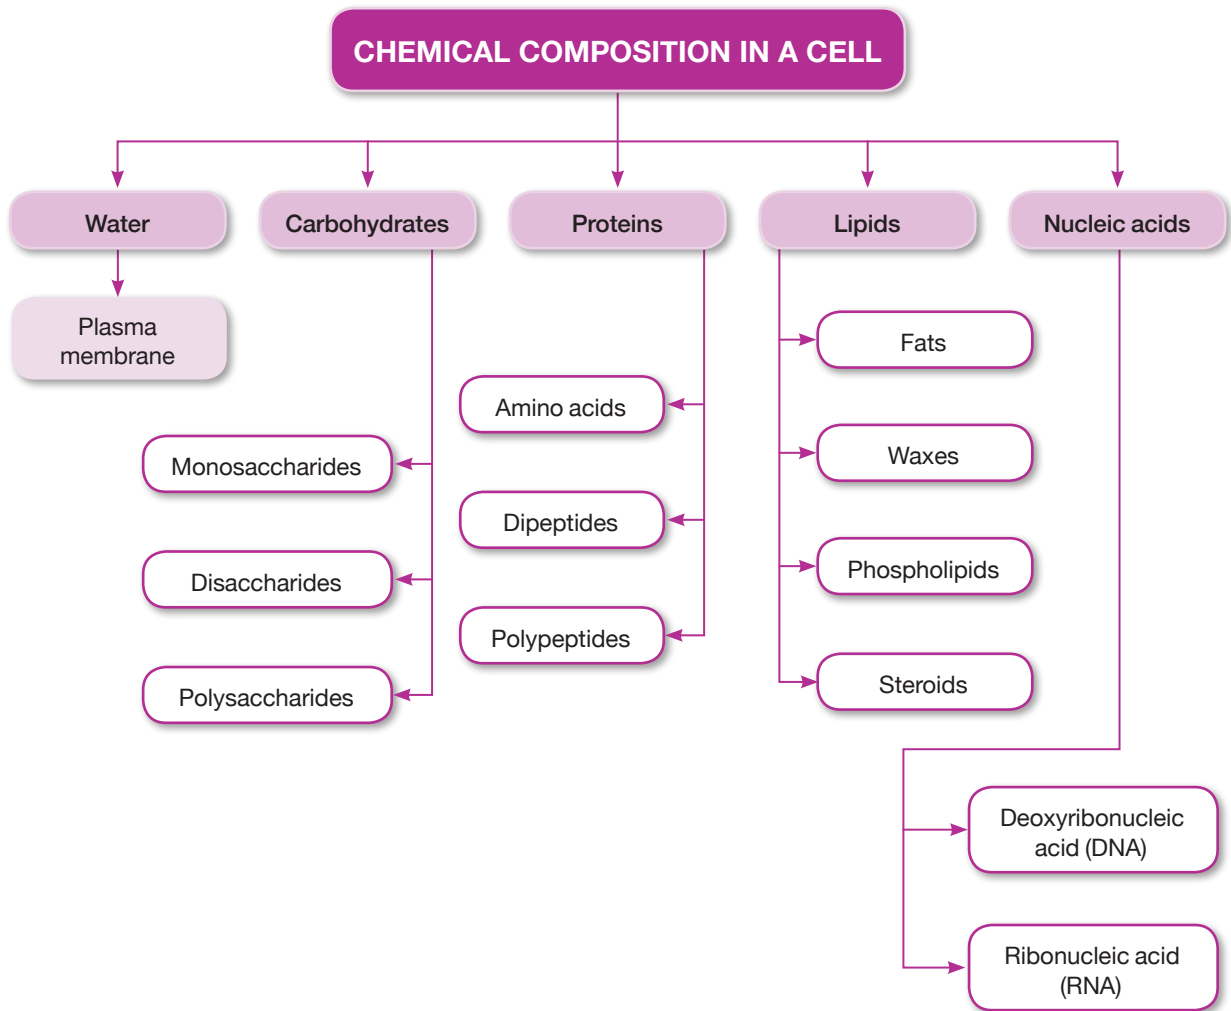 CHEMICAL COMPOSITION IN A CELL
Water
Carbohydrates
Proteins
Lipids
Nucleic acids
Plasma
membrane
Monosaccharides
Disaccharides
Polysaccharides
Amino acids
Dipeptides
Polypeptides
Fats
Waxes
Phospholipids
Steroids
Deoxyribonucleic
acid (DNA)
Ribonucleic acid
(RNA)